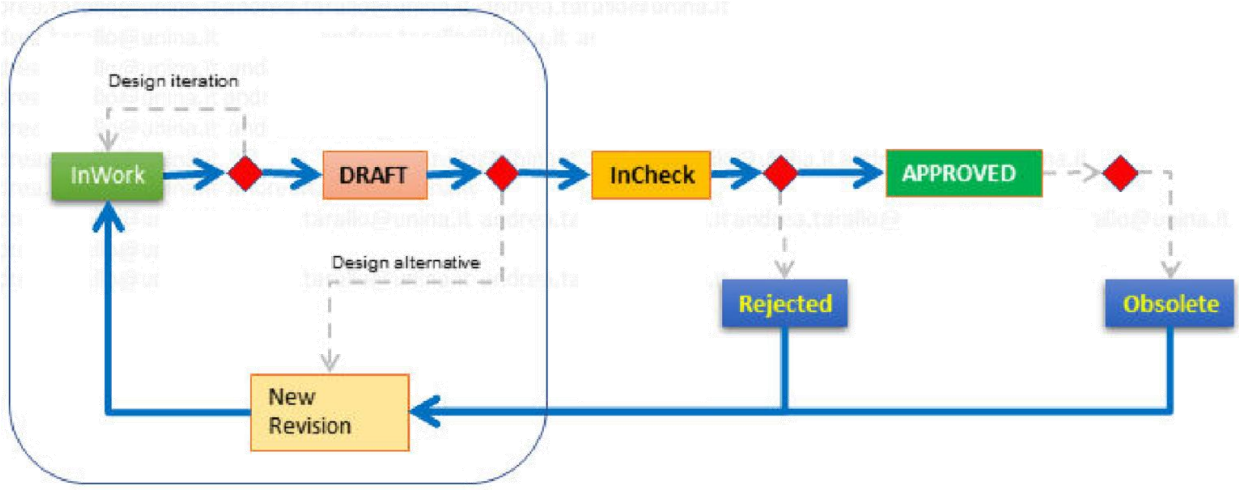 Design iteration
InWork
DRAFT
InCheck
APPROVED
Design alternative
Rejected
Obsolete
New
Revision